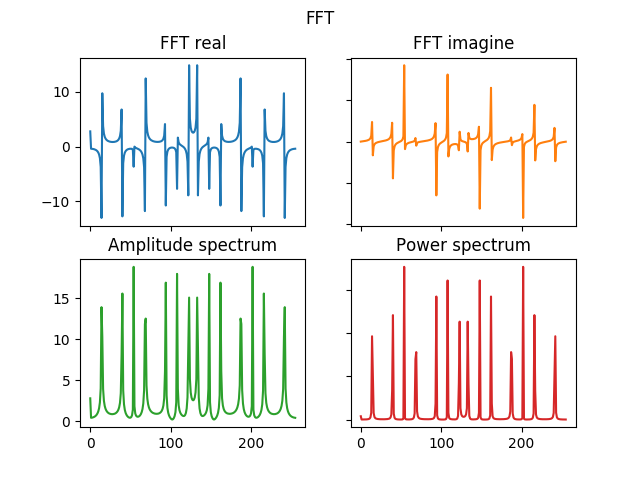 FFT
FFT real
FFT imagine
10
0
−10
Amplitude spectrum
Power spectrum
15
10
5
0
0
100
200
0
100
200